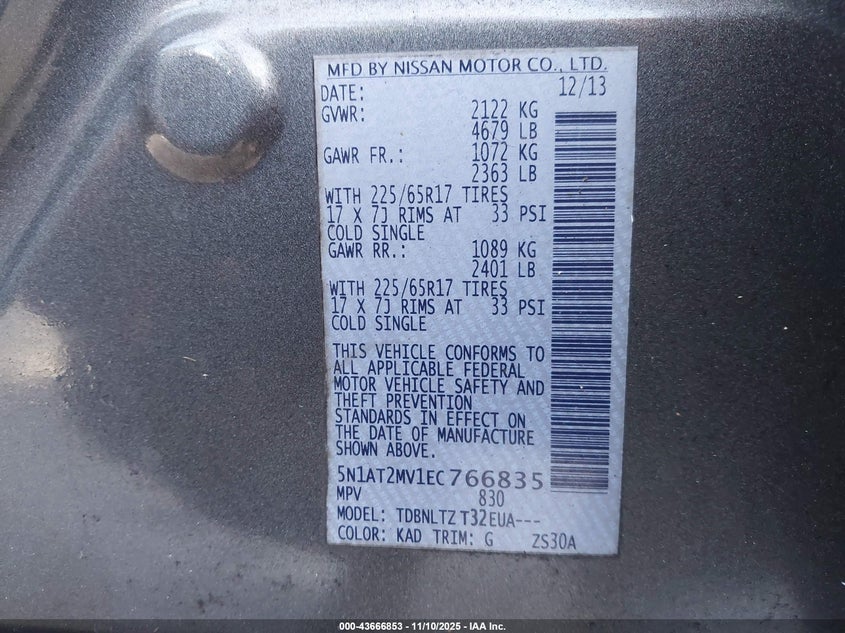 MFD BY NISSAN MOTOR CO., LTD.
DATE: 12/13
GVWR: 2122 KG
4679 LB
GAWR FR.: 1072 KG
2363 LB
WITH 225/65R17 TIRES
17 X 7J RIMS AT 33 PSI
COLD SINGLE
GAWR RR.: 1089 KG
2401 LB
WITH 225/65R17 TIRES
17 X 7J RIMS AT 33 PSI
COLD SINGLE
THIS VEHICLE CONFORMS TO
ALL APPLICABLE FEDERAL
MOTOR VEHICLE SAFETY AND
THEFT PREVENTION
STANDARDS IN EFFECT ON
THE DATE OF MANUFACTURE
SHOWN ABOVE.
5N1AT2MV1EC766835
MPV 830
MODEL: TDBNLTZ T32EUA---
COLOR: KAD TRIM: G ZS30A
000-43666853 — 11/10/2025 — IAA Inc.